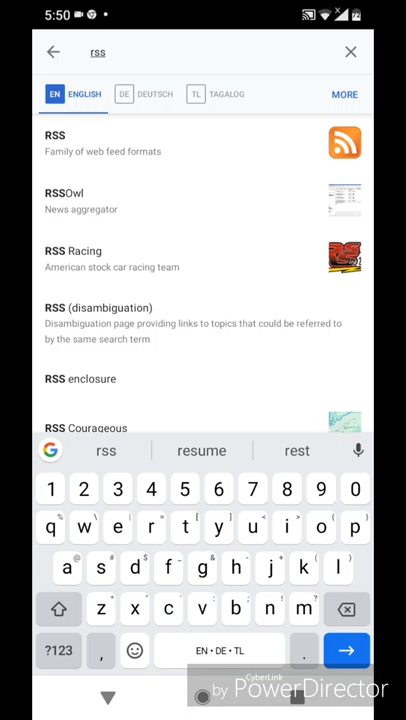 5:50
72
rss
EN ENGLISH DE DEUTSCH TL TAGALOG MORE
RSS
Family of web feed formats
RSSOwl
News aggregator
RSS Racing
American stock car racing team
RSS (disambiguation)
Disambiguation page providing links to topics that could be referred to
by the same search term
RSS enclosure
RSS Courageous
rss resume rest
1 2 3 4 5 6 7 8 9 0
q w e r t y u i o p
a s d f g h j k l
z x c v b n m
?123 , EN • DE • TL .
CyberLink
by PowerDirector